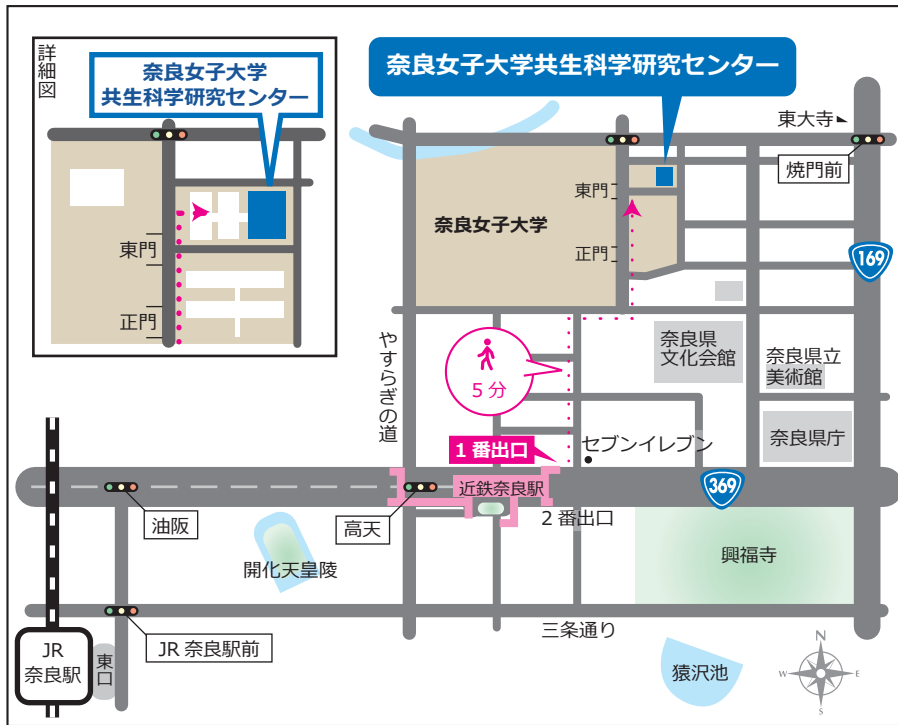 詳細図
奈良女子大学
共生科学研究センター
東門
正門
奈良女子大学共生科学研究センター
東大寺
焼門前
東門
奈良女子大学
正門
169
やすらぎの道
奈良県
文化会館
奈良県立
美術館
5分
奈良県庁
1番出口
セブンイレブン
近鉄奈良駅
369
油阪
高天
2番出口
開化天皇陵
興福寺
三条通り
JR
奈良駅
東口
JR 奈良駅前
猿沢池
N
W
E
S